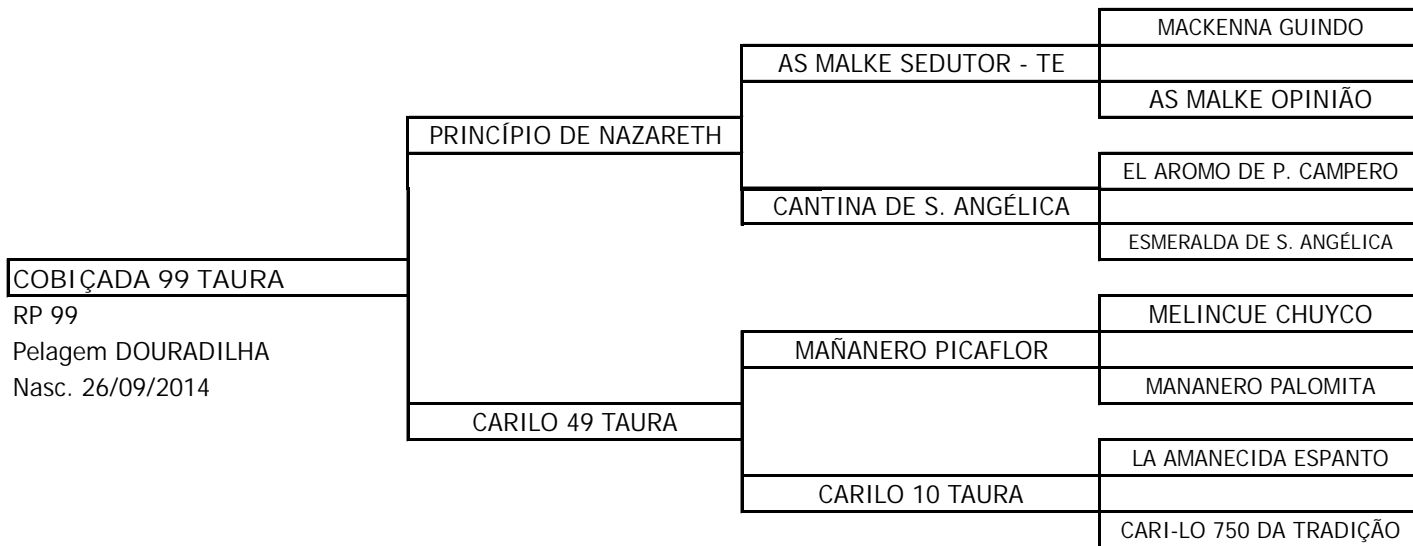 MACKENNA GUINDO
AS MALKE SEDUTOR - TE
AS MALKE OPINIÃO
PRINCÍPIO DE NAZARETH
EL AROMO DE P. CAMPERO
CANTINA DE S. ANGÉLICA
ESMERALDA DE S. ANGÉLICA
COBIÇADA 99 TAURA
RP 99
Pelagem DOURADILHA
Nasc. 26/09/2014
MELINCUE CHUYCO
MAÑANERO PICAFLOR
MANANERO PALOMITA
CARILO 49 TAURA
LA AMANECIDA ESPANTO
CARILO 10 TAURA
CARI-LO 750 DA TRADIÇÃO